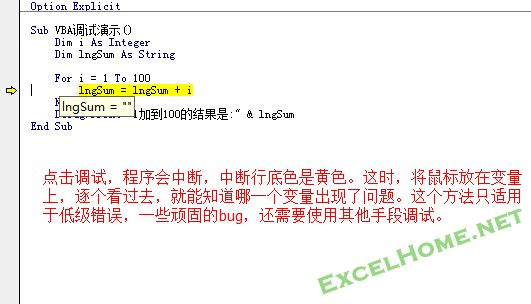 Option Explicit
Sub VBA调试演示()
Dim i As Integer
Dim lngSum As String
For i = 1 To 100
lngSum = lngSum + i
N
lngSum = ""
1加到100的结果是:" & lngSum
End Sub
点击调试，程序会中断，中断行底色是黄色。这时，将鼠标放在变量
上，逐个看过去，就能知道哪一个变量出现了问题。这个方法只适用
于低级错误，一些顽固的bug，还需要使用其他手段调试。
EXCELHOME.NET